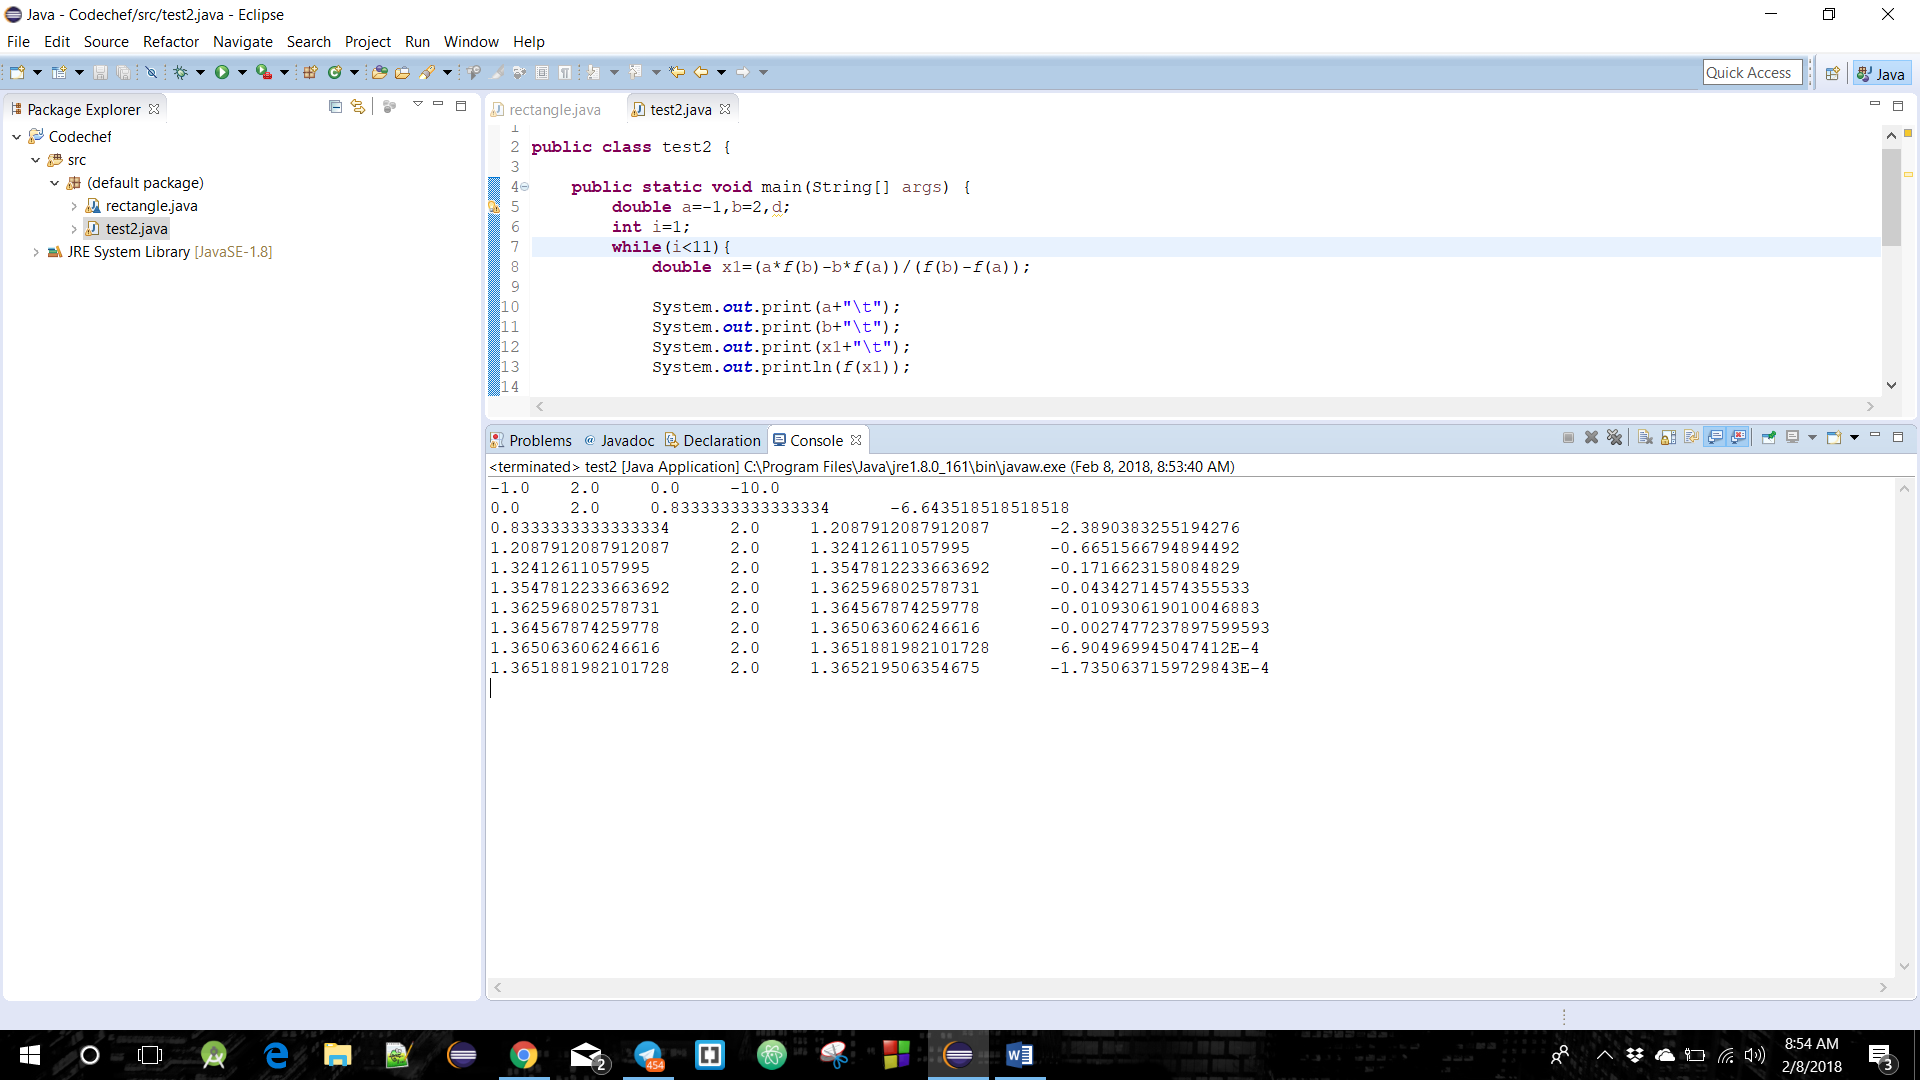 Java - Codechef/src/test2.java - Eclipse
File Edit Source Refactor Navigate Search Project Run Window Help
Quick Access Java
Package Explorer
Codechef
src
(default package)
rectangle.java
test2.java
JRE System Library [JavaSE-1.8]
rectangle.java test2.java
1
2 public class test2 {
3
4 public static void main(String[] args) {
5 double a=-1,b=2,d;
6 int i=1;
7 while(i<11){
8 double x1=(a*f(b)-b*f(a))/(f(b)-f(a));
9
10 System.out.print(a+"\t");
11 System.out.print(b+"\t");
12 System.out.print(x1+"\t");
13 System.out.println(f(x1));
14
Problems Javadoc Declaration Console
<terminated> test2 [Java Application] C:\Program Files\Java\jre1.8.0_161\bin\javaw.exe (Feb 8, 2018, 8:53:40 AM)
-1.0 2.0 0.0 -10.0
0.0 2.0 0.8333333333333334 -6.643518518518518
0.8333333333333334 2.0 1.2087912087912087 -2.3890383255194276
1.2087912087912087 2.0 1.32412611057995 -0.6651566794894492
1.32412611057995 2.0 1.3547812233663692 -0.1716623158084829
1.3547812233663692 2.0 1.362596802578731 -0.04342714574355533
1.362596802578731 2.0 1.364567874259778 -0.010930619010046883
1.364567874259778 2.0 1.365063606246616 -0.0027477237897599593
1.365063606246616 2.0 1.3651881982101728 -6.904969945047412E-4
1.3651881982101728 2.0 1.365219506354675 -1.7350637159729843E-4
2
454
8:54 AM
2/8/2018
3